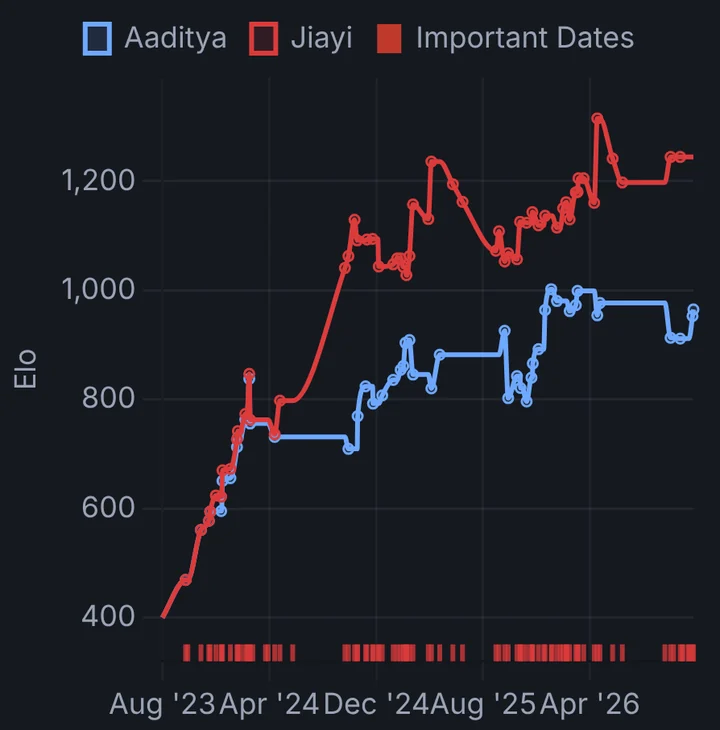 Aaditya Jiayi Important Dates
1,200
1,000
Elo
800
600
400
Aug '23 Apr '24 Dec '24 Aug '25 Apr '26